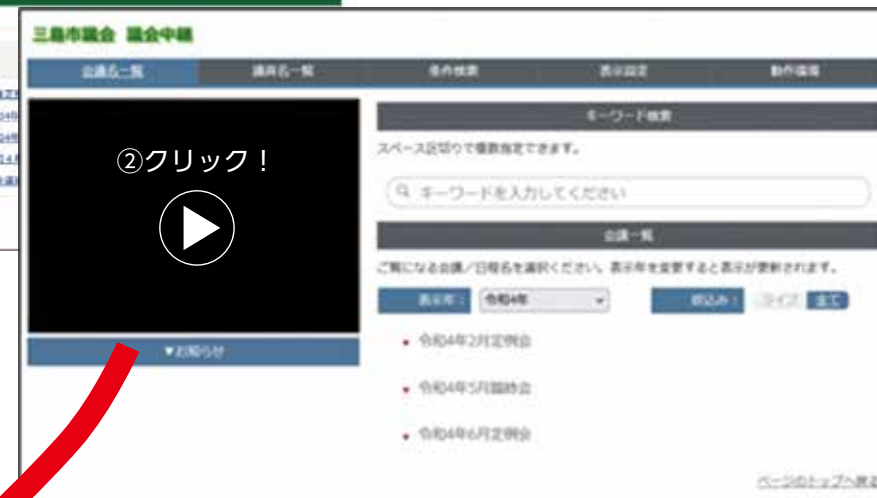 三島市議会 議会中継
会議名一覧 議員名一覧 条件検索 表示設定 動作環境
②クリック！
キーワード検索
スペース区切りで複数指定できます。
キーワードを入力してください
会議一覧
ご覧になる会議／日程名を選択ください。表示年を変更すると表示が更新されます。
表示年： 令和4年 絞込み： ライブ 全て
▼お知らせ
令和4年2月定例会
令和4年5月臨時会
令和4年6月定例会
ページのトップへ戻る